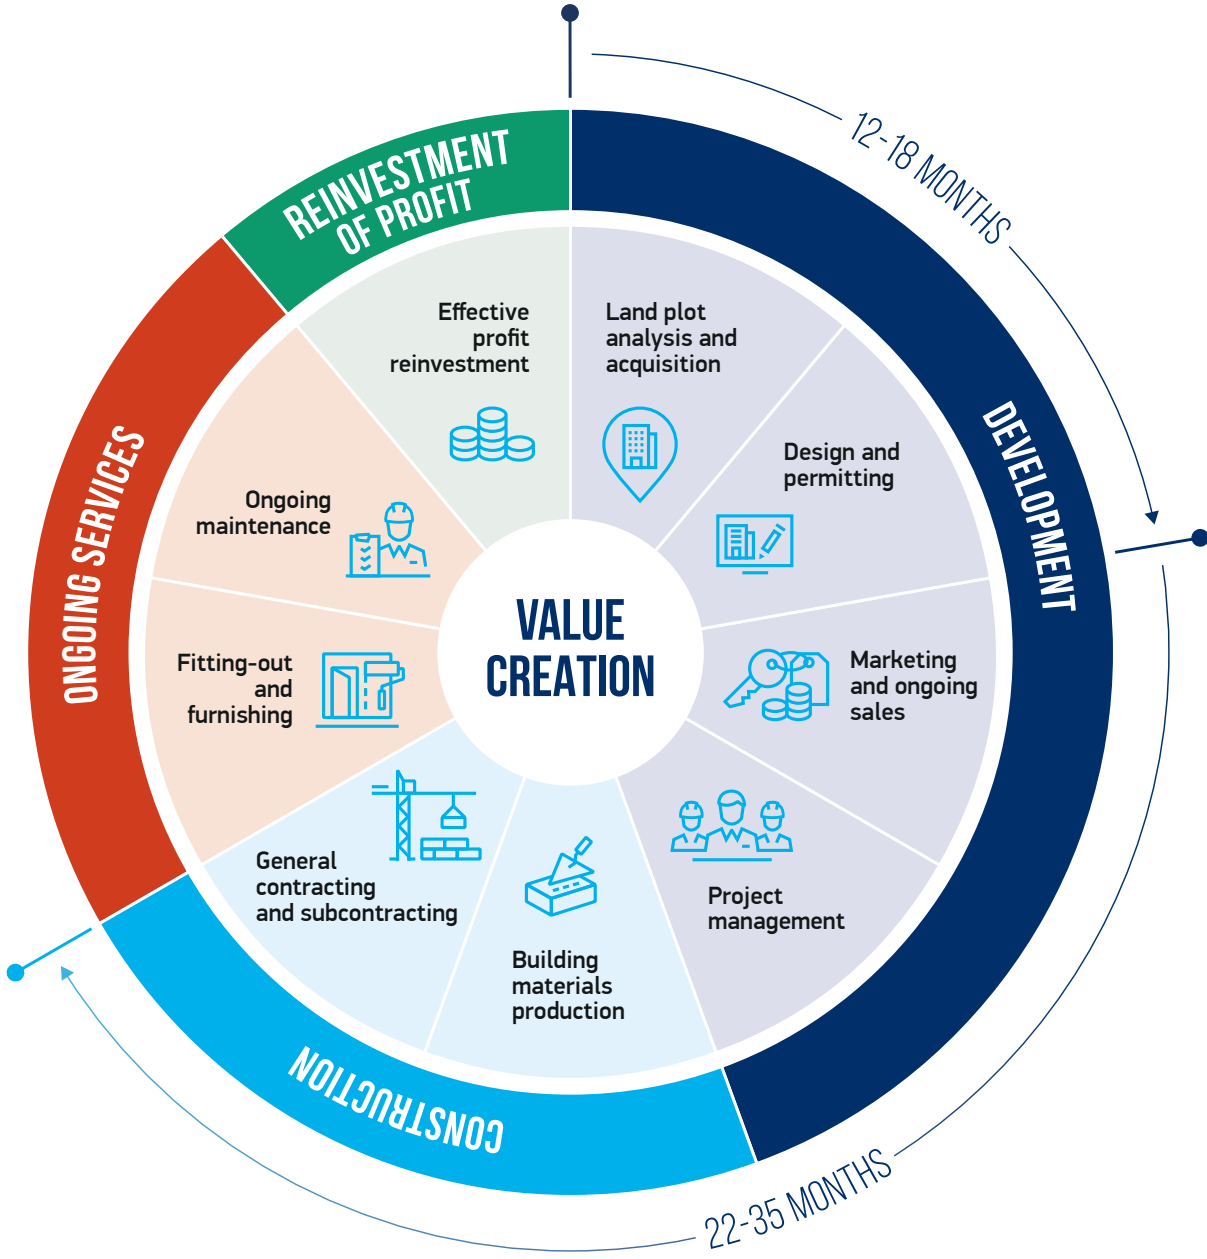 12-18 MONTHS
DEVELOPMENT
22-35 MONTHS
CONSTRUCTION
ONGOING SERVICES
REINVESTMENT
OF PROFIT
Land plot
analysis and
acquisition
Design and
permitting
Marketing
and ongoing
sales
Project
management
Building
materials
production
General
contracting
and subcontracting
Fitting-out
and
furnishing
Ongoing
maintenance
Effective
profit
reinvestment
VALUE
CREATION